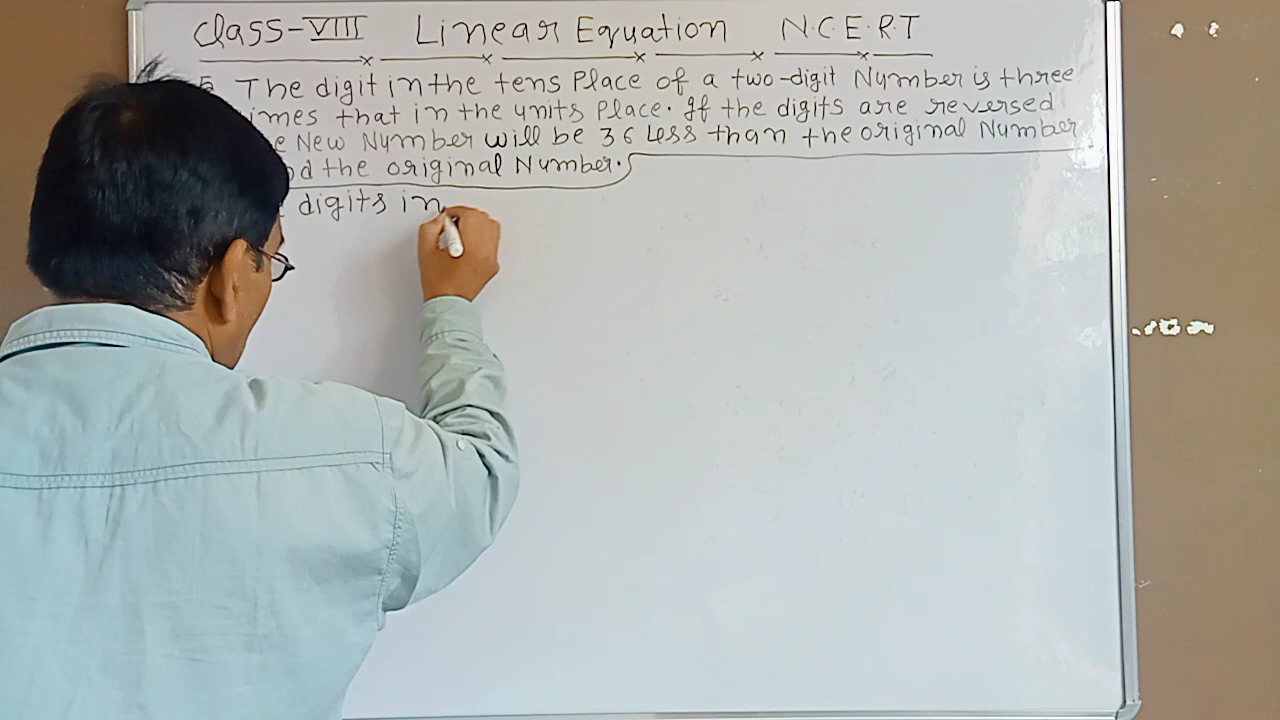 Class-VIII Linear Equation N.C.E.R.T
The digit in the tens Place of a two-digit Number is three
that in the units Place. If the digits are reversed
New Number will be 36 Less than the original Number
the original Number.
digits in